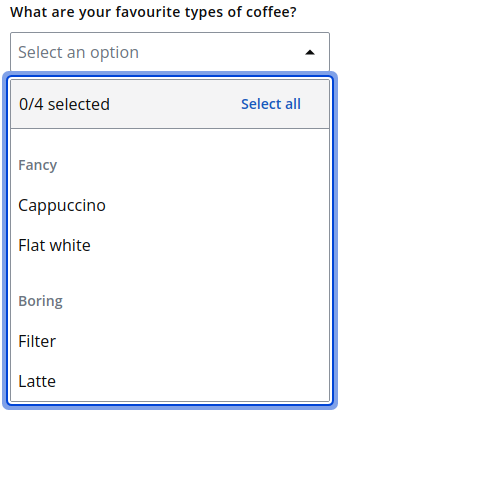 What are your favourite types of coffee?
Select an option
0/4 selected Select all
Fancy
Cappuccino
Flat white
Boring
Filter
Latte